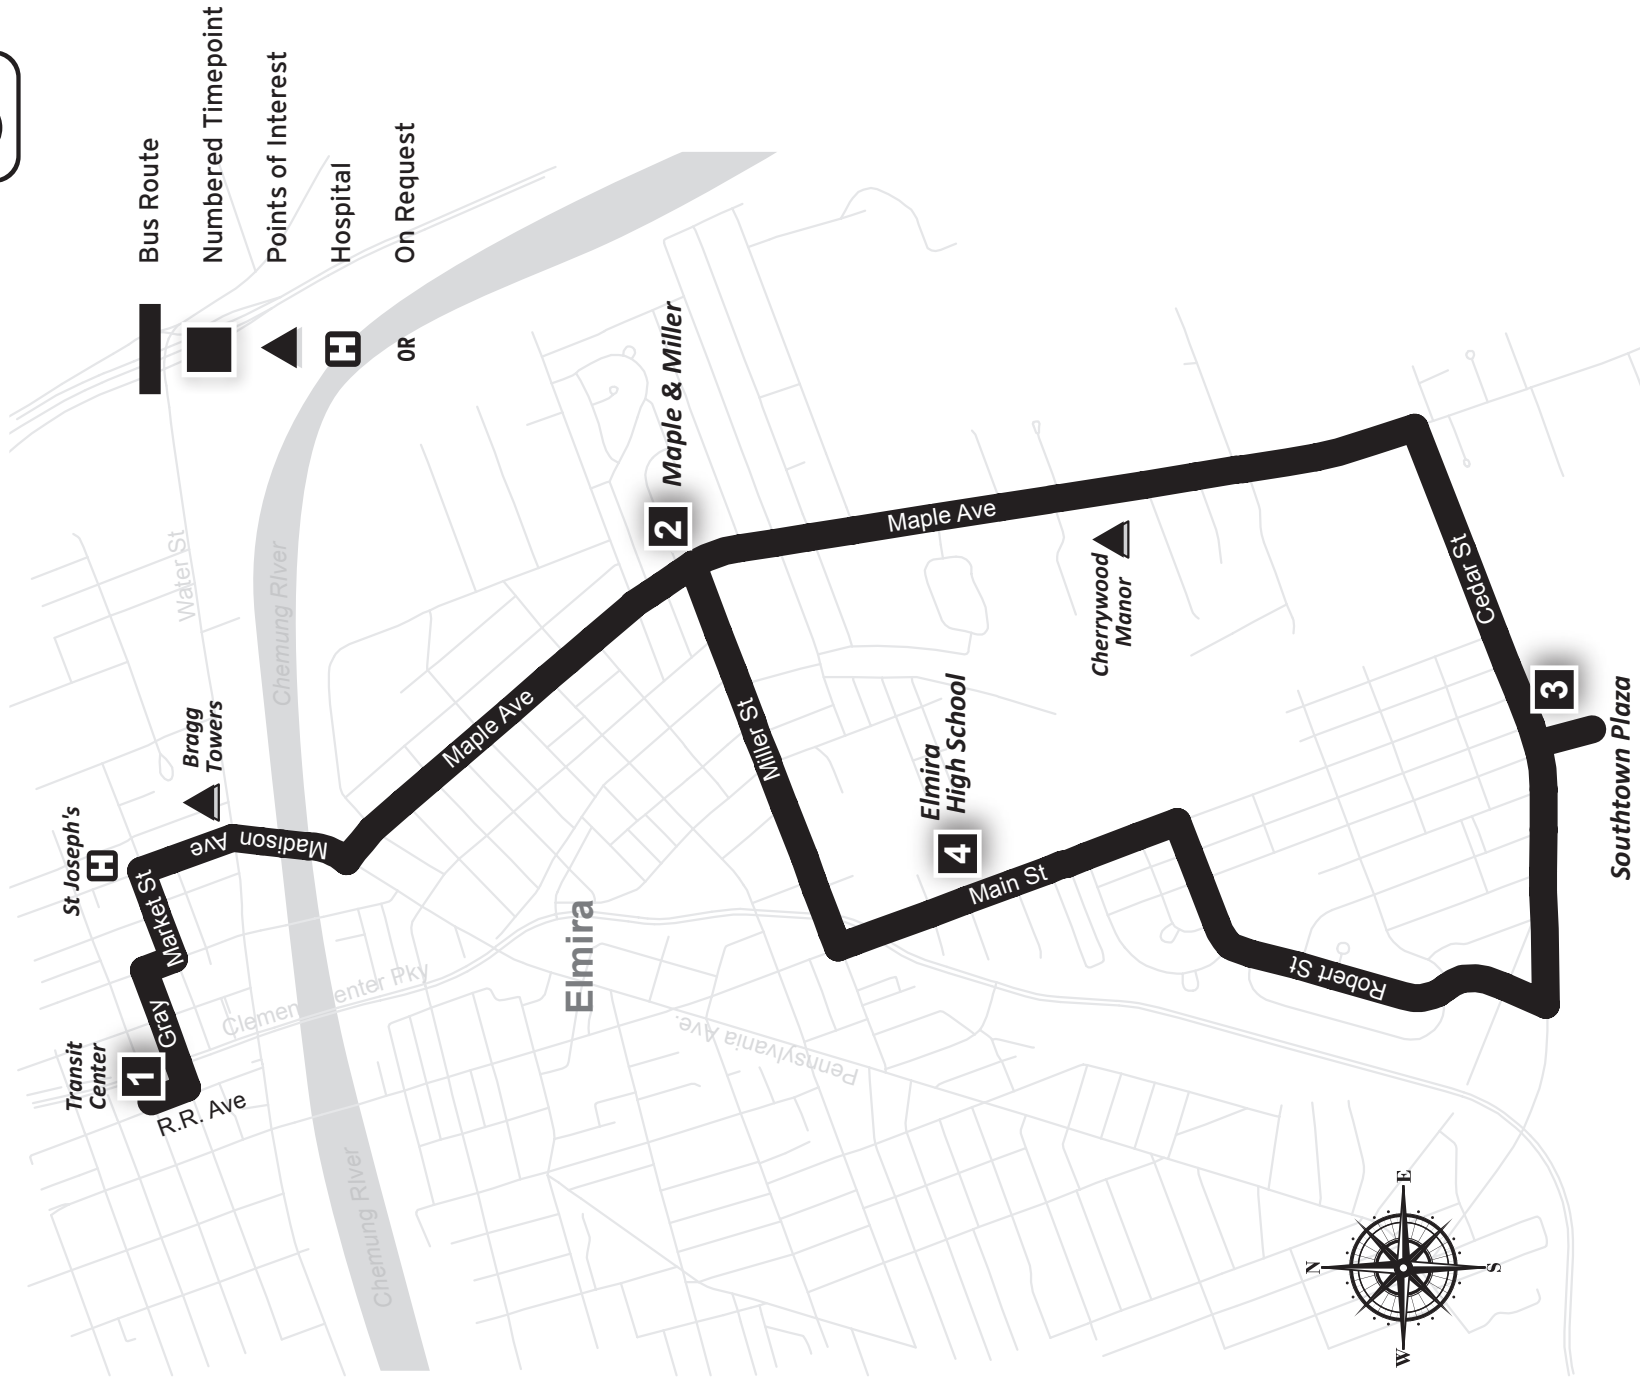 Bus Route
Numbered Timepoint
Points of Interest
H
Hospital
OR
On Request
St Joseph's
H
Transit
Center
1
Bragg
Towers
Water St
Gray
Market St
Madison Ave
R.R. Ave
Chemung RIver
Chemung RIver
Clemens Center Pky
Maple Ave
Elmira
2
Maple & Miller
Miller St
Pennsylvania Ave.
Maple Ave
Elmira
High School
4
Main St
Cherrywood
Manor
Robert St
Cedar St
3
Southtown Plaza
N
E
S
W